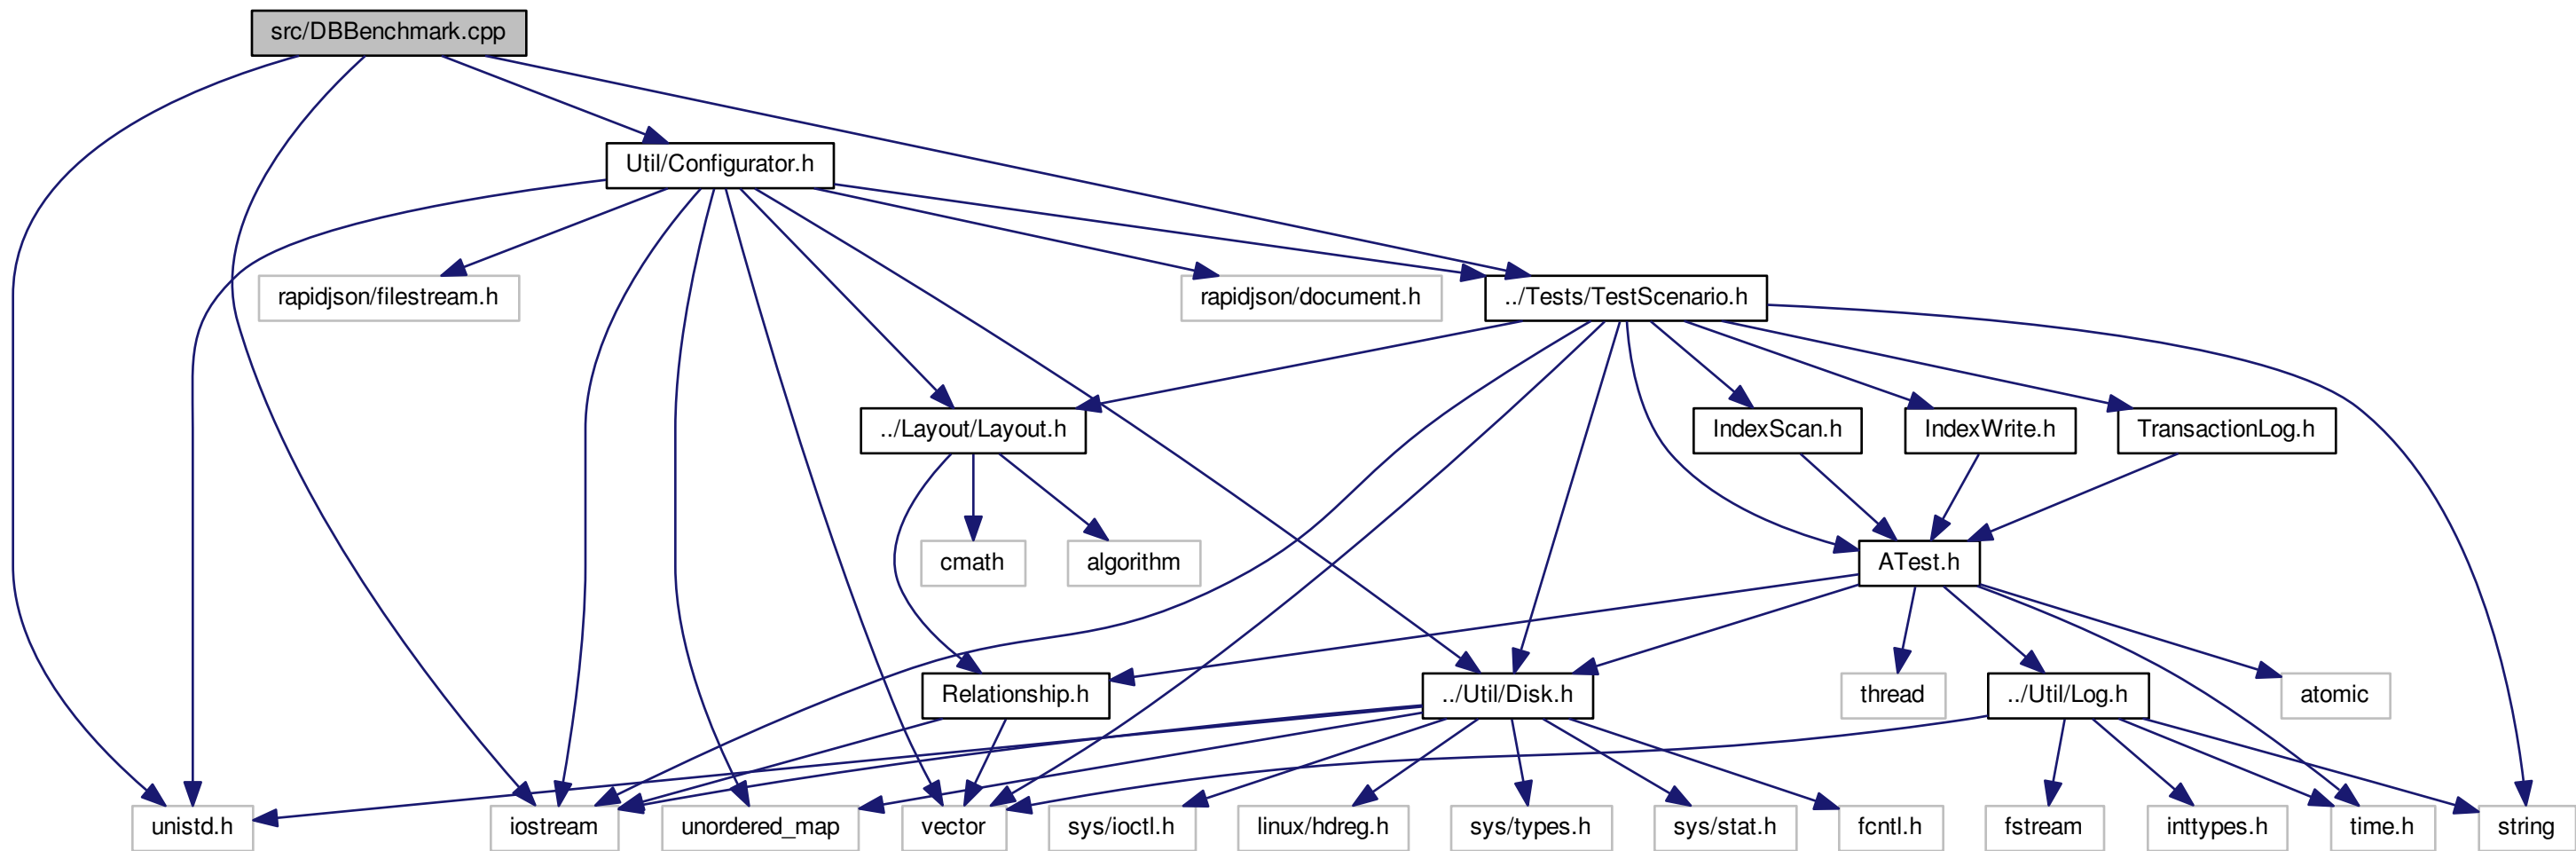 src/DBBenchmark.cpp
Util/Configurator.h
rapidjson/filestream.h
rapidjson/document.h
../Tests/TestScenario.h
../Layout/Layout.h
IndexScan.h
IndexWrite.h
TransactionLog.h
cmath
algorithm
ATest.h
Relationship.h
../Util/Disk.h
thread
../Util/Log.h
atomic
unistd.h
iostream
unordered_map
vector
sys/ioctl.h
linux/hdreg.h
sys/types.h
sys/stat.h
fcntl.h
fstream
inttypes.h
time.h
string